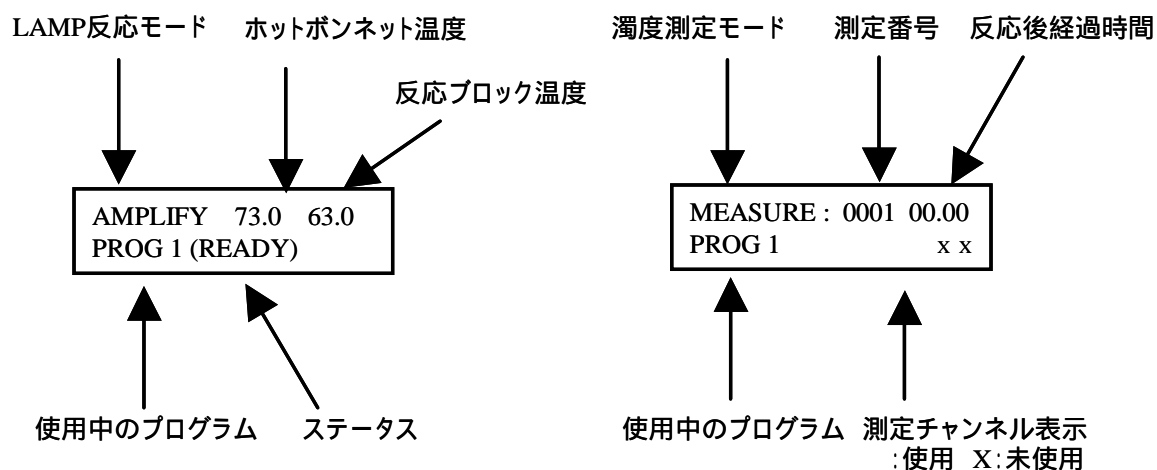 LAMP反応モード ホットボンネット温度
反応ブロック温度
AMPLIFY 73.0 63.0
PROG 1 (READY)
使用中のプログラム ステータス
濁度測定モード 測定番号 反応後経過時間
MEASURE : 0001 00.00
PROG 1 x x
使用中のプログラム 測定チャンネル表示
:使用 X:未使用